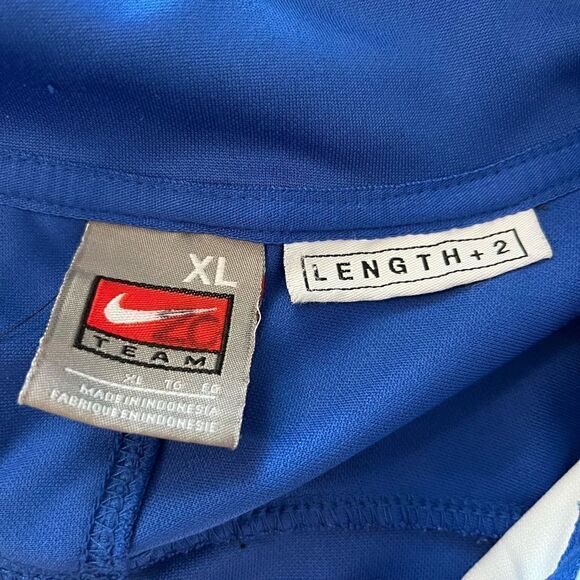 XL
TEAM
XL TG EG
MADE IN INDONESIA
FABRIQUE EN INDONESIE
LENGTH + 2